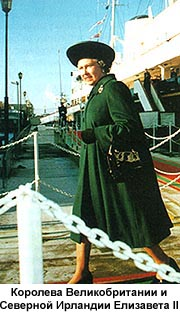 Королева Великобритании и
Северной Ирландии Елизавета II